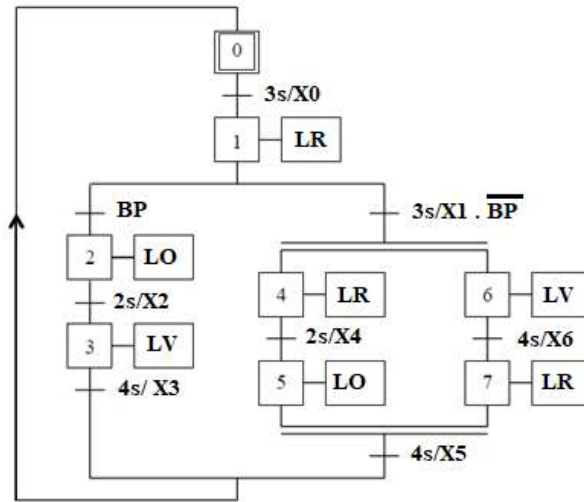 0
3s/X0
1 LR
BP 3s/X1 . \overline{BP}
2 LO 4 LR 6 LV
2s/X2 2s/X4 4s/X6
3 LV 5 LO 7 LR
4s/ X3
4s/X5